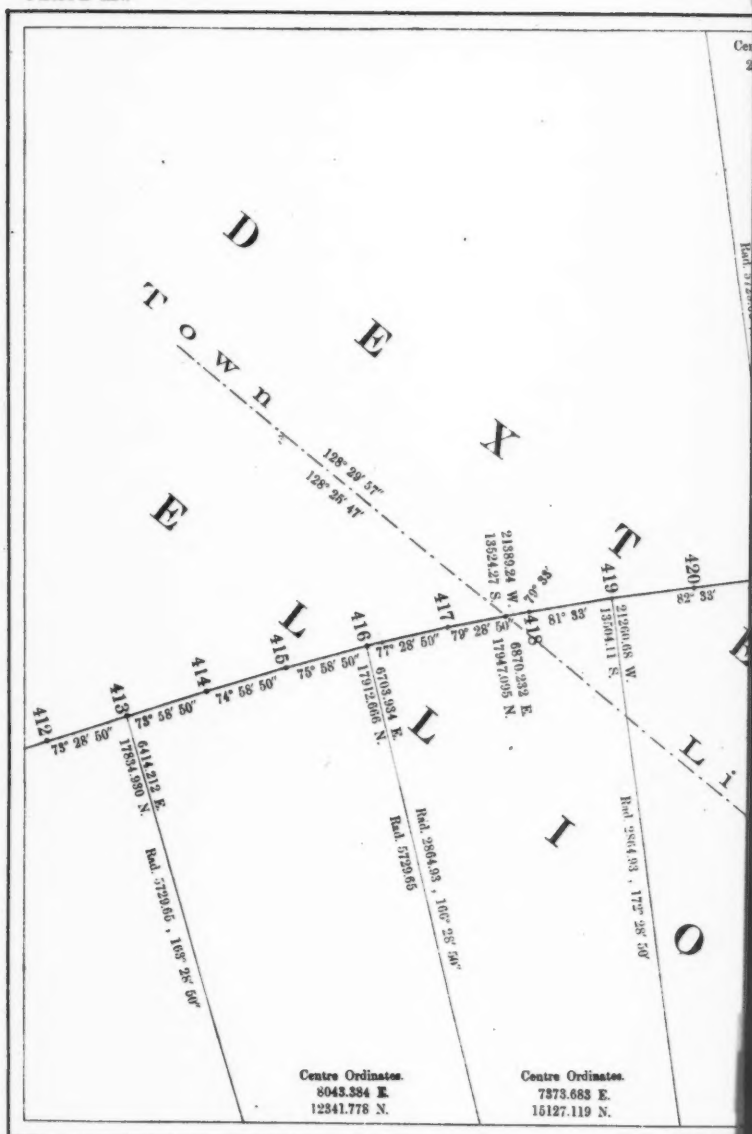 D E X T E
Town Li
E L L I O
128° 29′ 57″
128° 25′ 47′
21389.24 W.
13524.27 S.
79° 33′
419
420
81° 33′
82° 33′
21260.68 W.
13504.11 S.
416
417
418
77° 28′ 50″
79° 28′ 50″
6870.232 E.
17947.095 N.
6703.934 E.
17912.666 N.
412
413
414
415
73° 28′ 50″
73° 58′ 50″
74° 58′ 50″
75° 58′ 50″
6414.212 E.
17834.930 N.
Rad. 5729.65 , 163° 28′ 50″
Rad. 2864.93 , 166° 28′ 50″
Rad. 5729.65
Rad. 2864.93 , 172° 28′ 50′
Centre Ordinates.
8043.384 E.
12341.778 N.
Centre Ordinates.
7373.683 E.
15127.119 N.